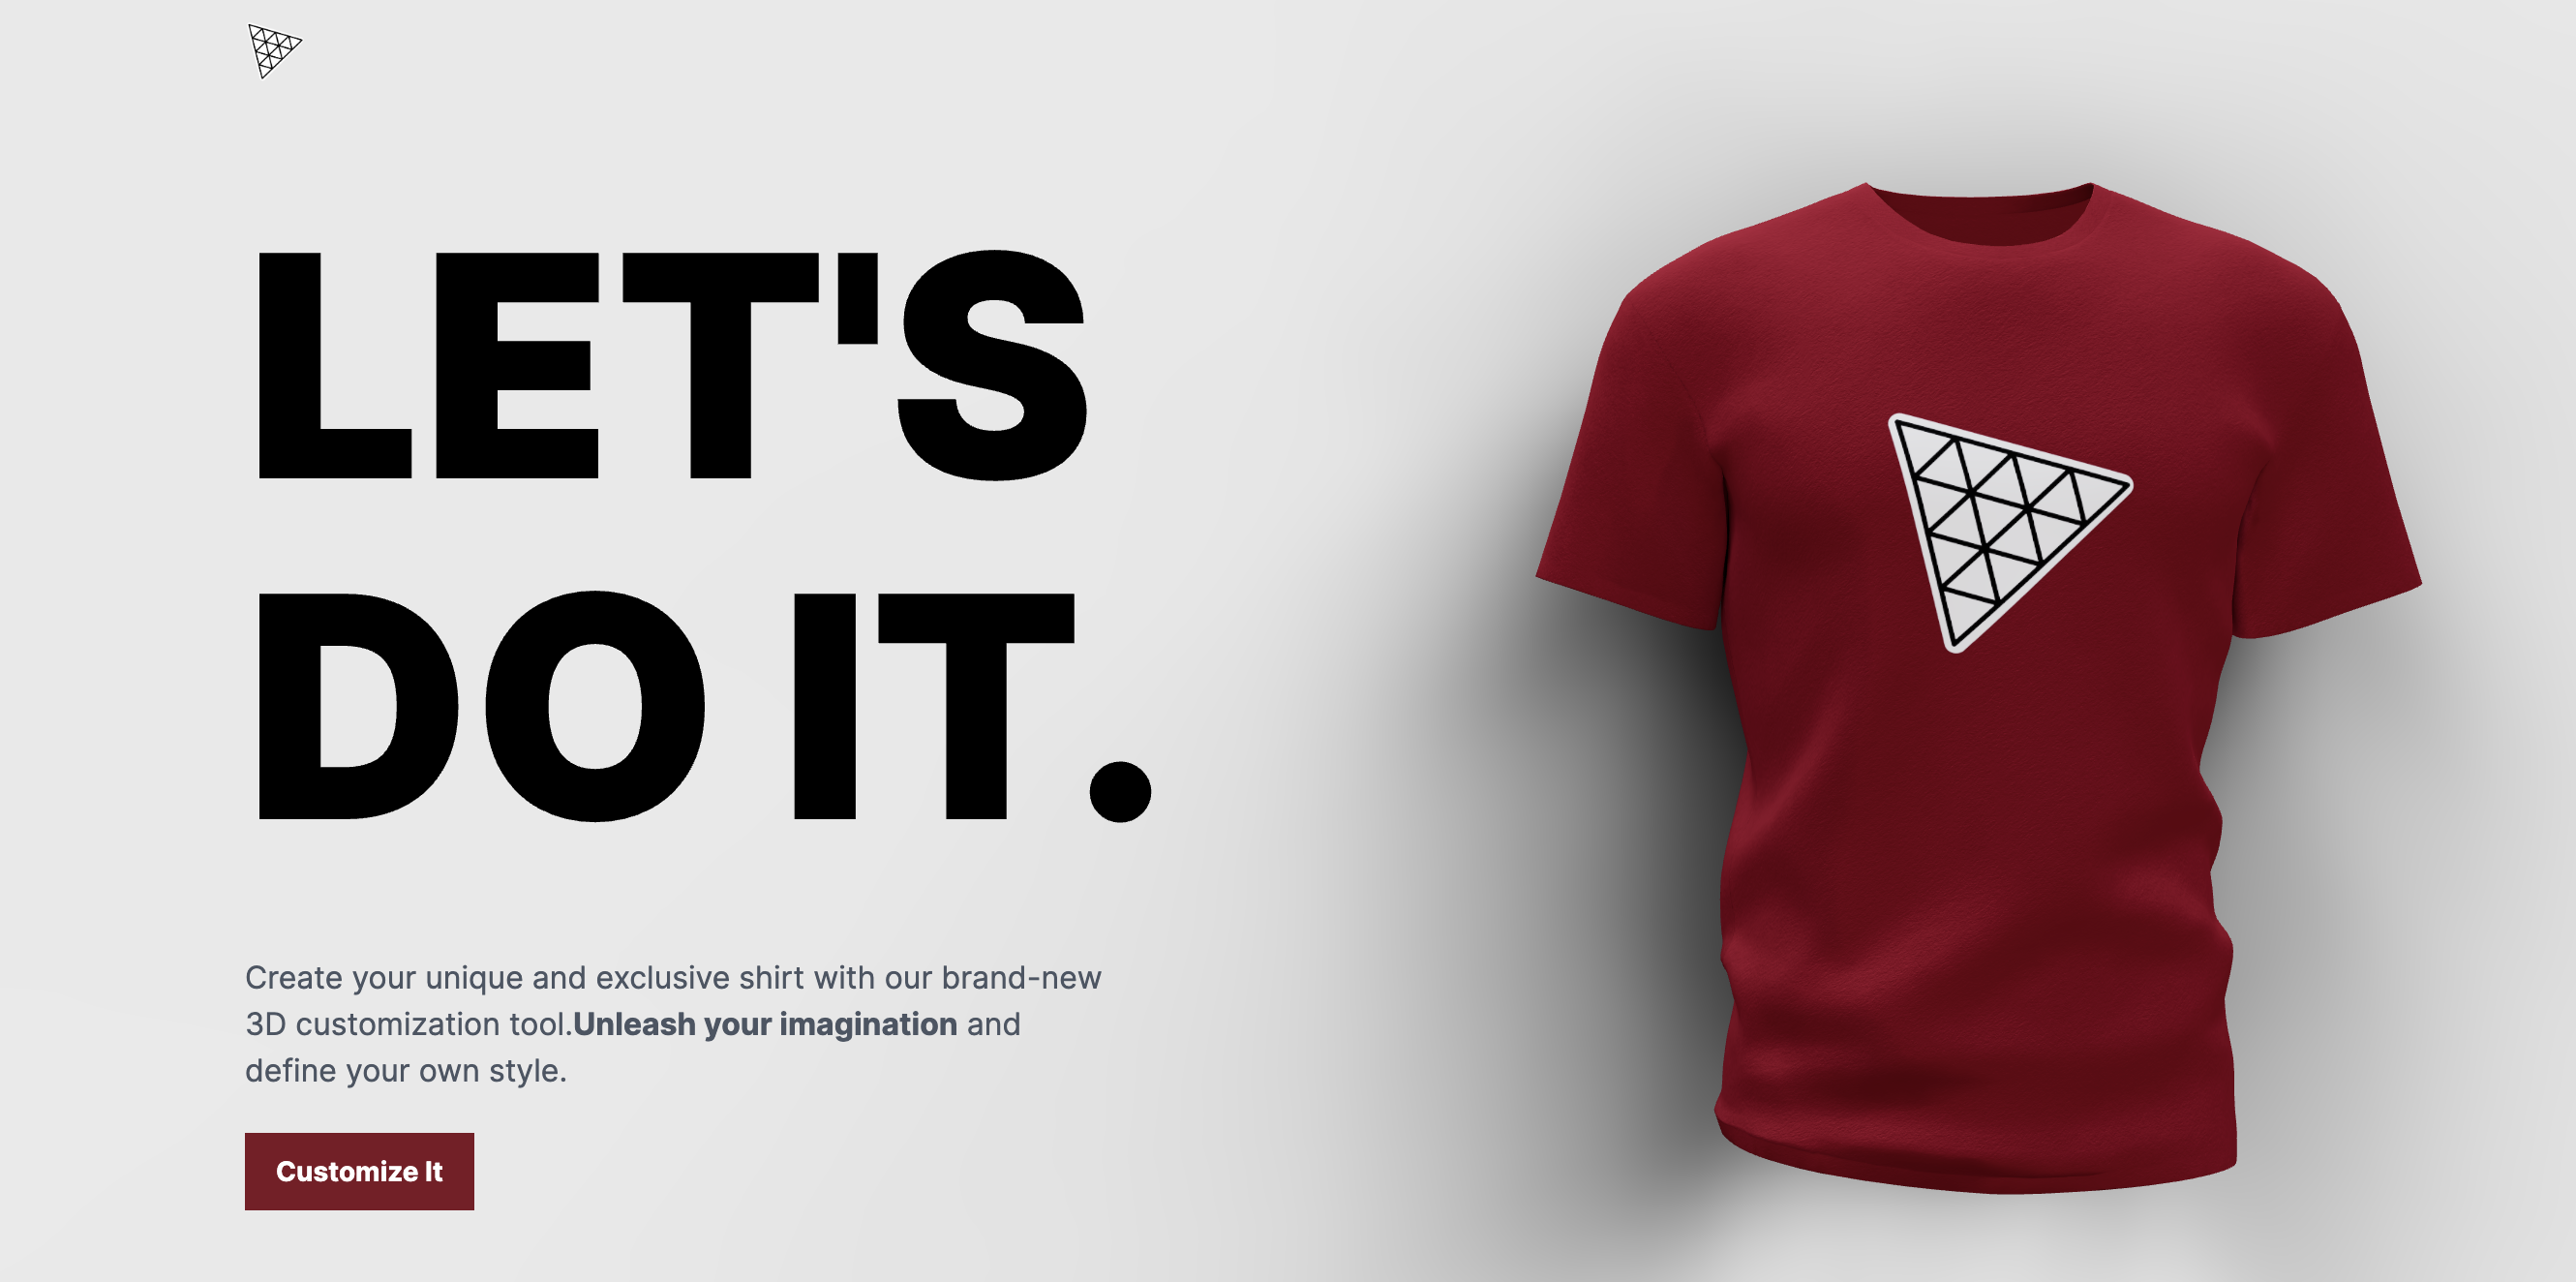 LET'S
DO IT.
Create your unique and exclusive shirt with our brand-new
3D customization tool.Unleash your imagination and
define your own style.
Customize It